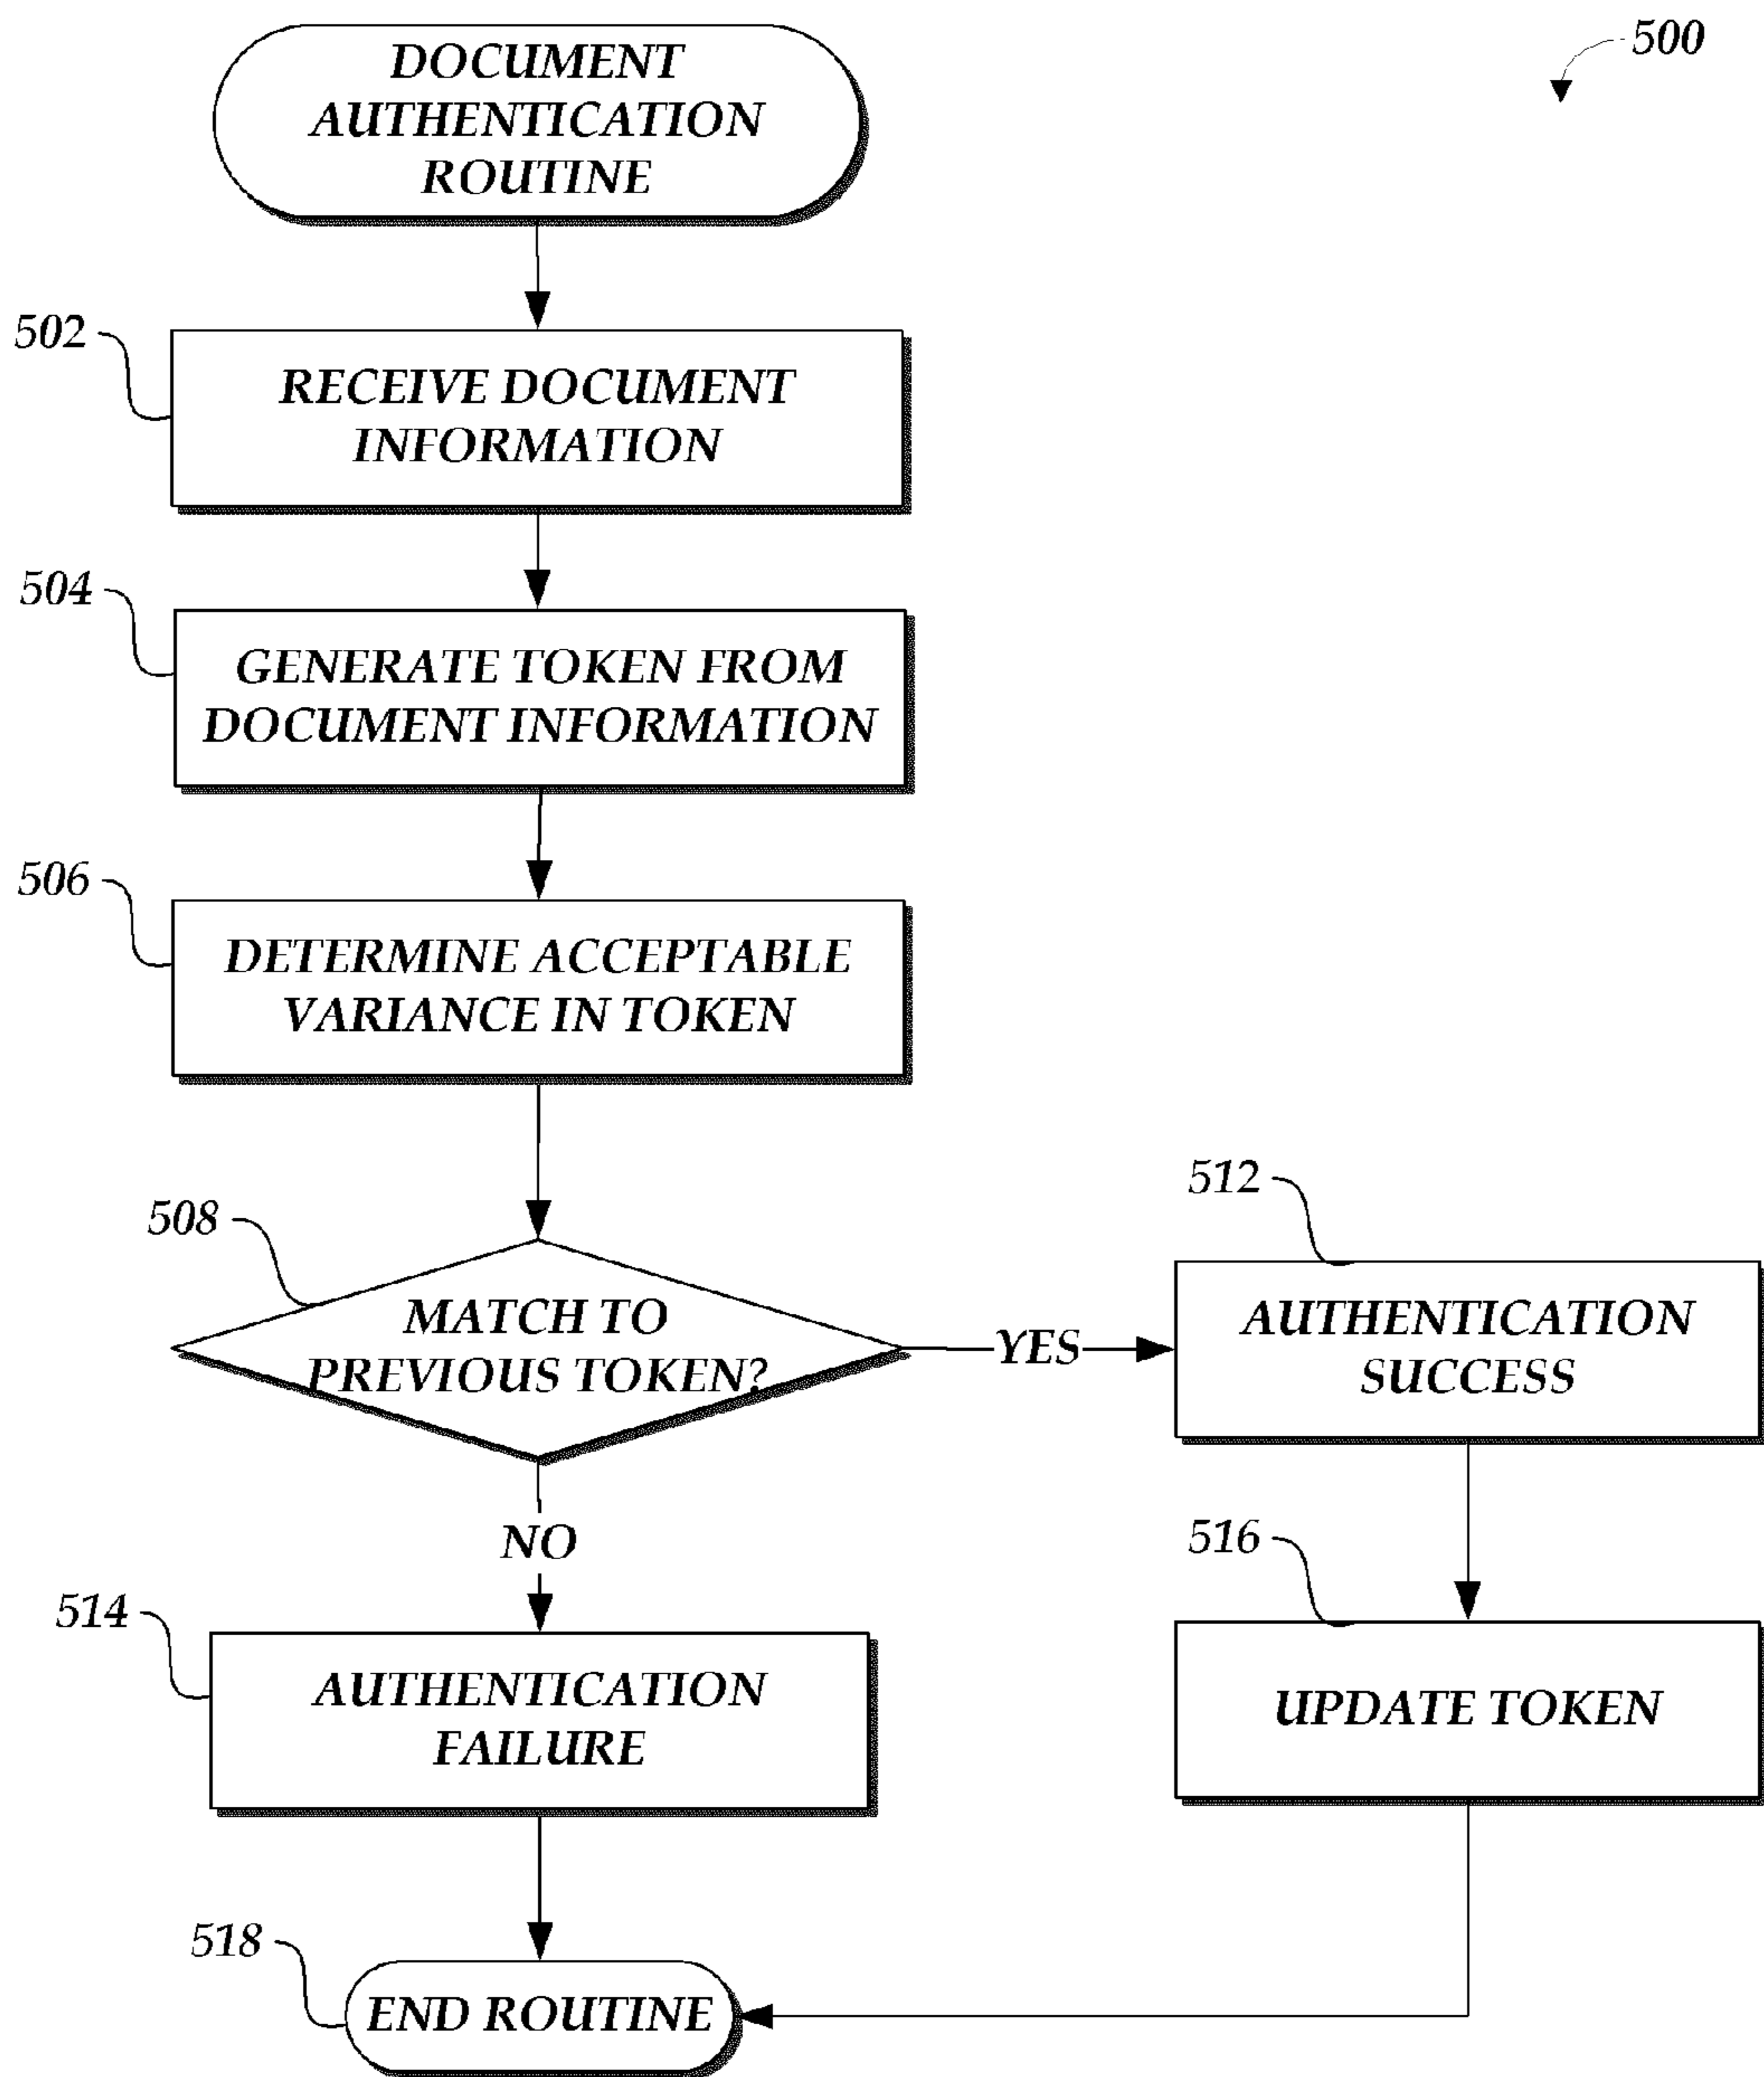 DOCUMENT
AUTHENTICATION
ROUTINE
500
502
RECEIVE DOCUMENT
INFORMATION
504
GENERATE TOKEN FROM
DOCUMENT INFORMATION
506
DETERMINE ACCEPTABLE
VARIANCE IN TOKEN
508
MATCH TO
PREVIOUS TOKEN?
YES
512
AUTHENTICATION
SUCCESS
NO
514
AUTHENTICATION
FAILURE
516
UPDATE TOKEN
518
END ROUTINE